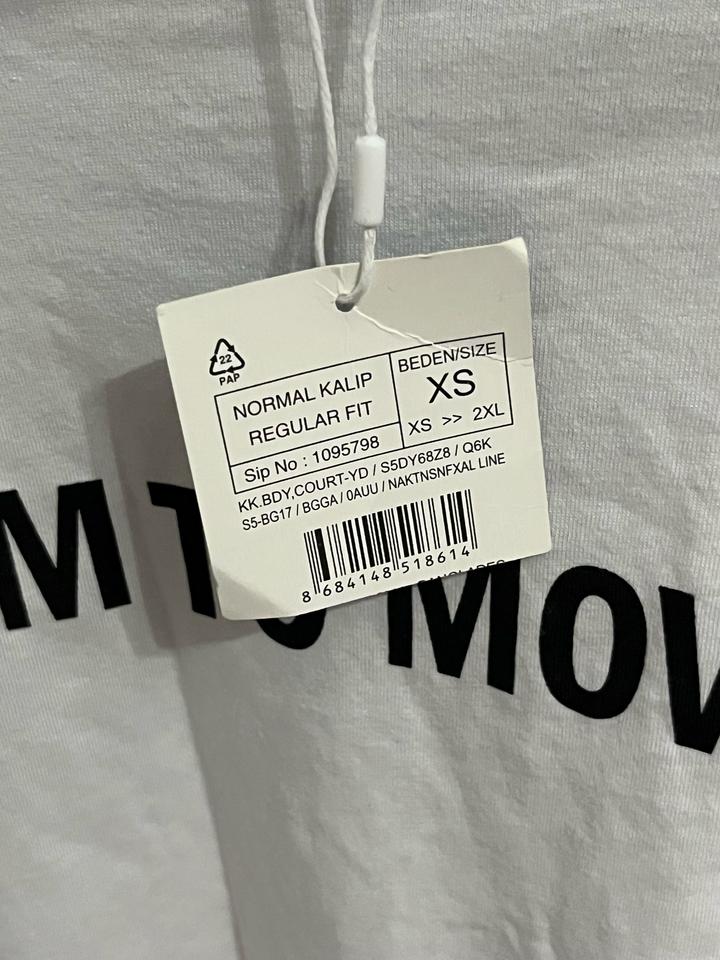 22
PAP
NORMAL KALIP
REGULAR FIT
BEDEN/SIZE
XS
XS >> 2XL
Sip No : 1095798
KK.BDY,COURT-YD / S5DY68Z8 / Q6K
S5-BG17 / BGGA / 0AUU / NAKTNSNFXAL LINE
8 684148 518614
M TO MOV